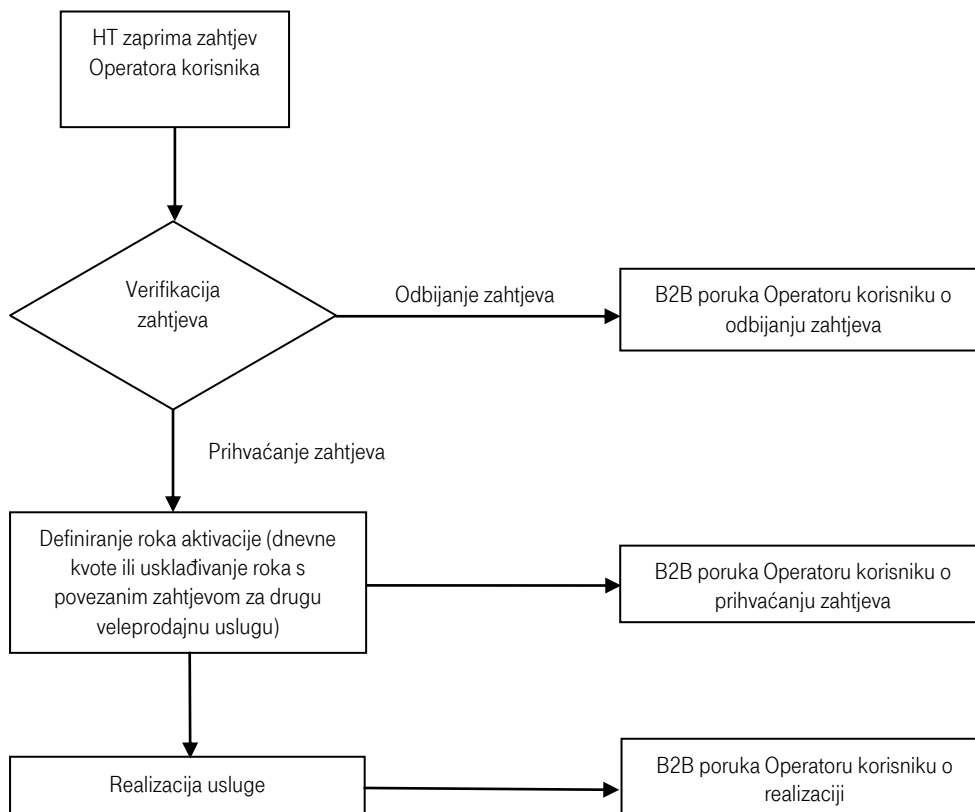 HT zaprima zahtjev
Operatora korisnika
Verifikacija
zahtjeva
Odbijanje zahtjeva
B2B poruka Operatoru korisniku o
odbijanju zahtjeva
Prihvaćanje zahtjeva
Definiranje roka aktivacije (dnevne
kvote ili usklađivanje roka s
povezanim zahtjevom za drugu
veleprodajnu uslugu)
B2B poruka Operatoru korisniku o
prihvaćanju zahtjeva
Realizacija usluge
B2B poruka Operatoru korisniku o
realizaciji